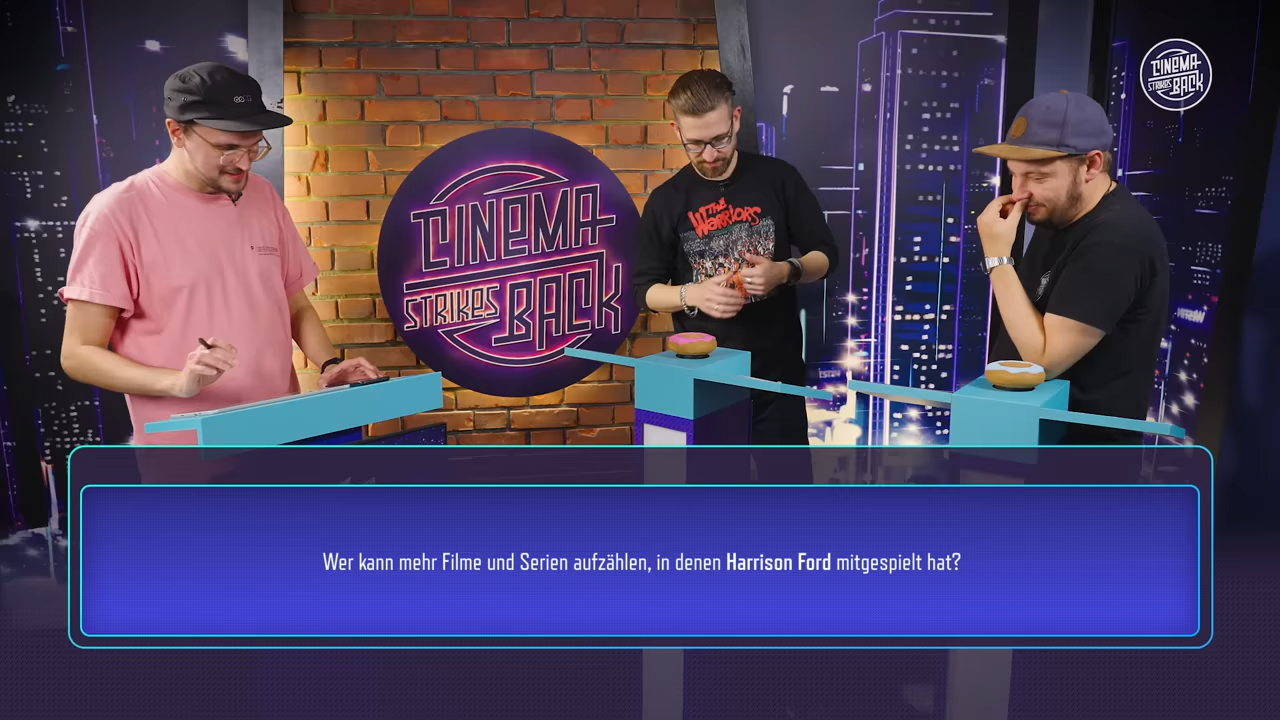 CINEMA
STRIKES BACK
CINEMA
STRIKES BACK
THE
WARRIORS
Wer kann mehr Filme und Serien aufzählen, in denen Harrison Ford mitgespielt hat?